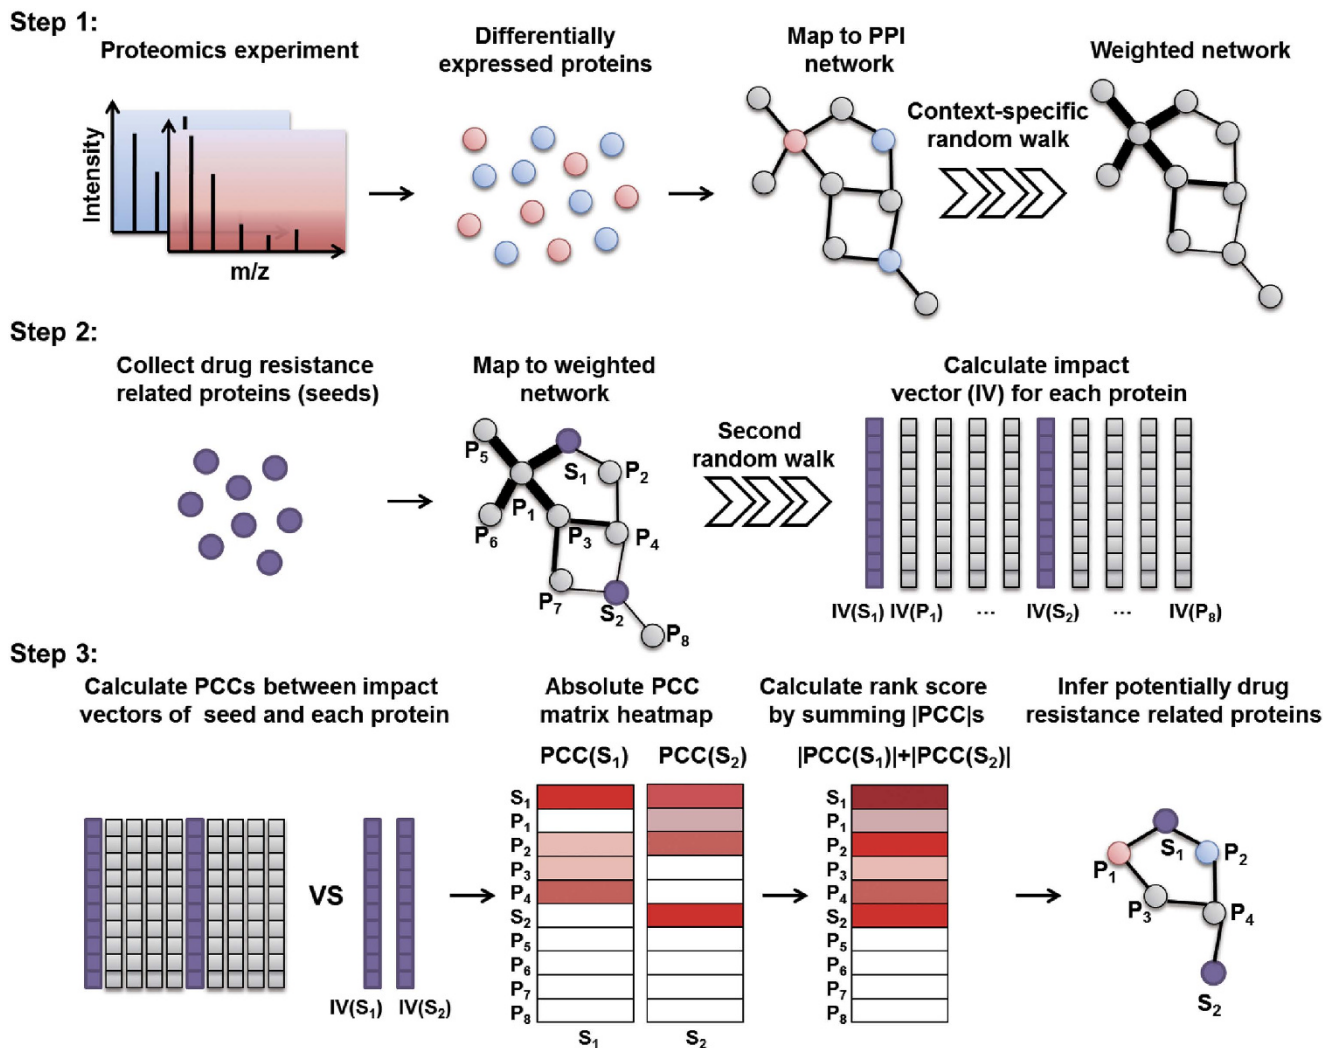 Step 1:
Proteomics experiment
Differentially
expressed proteins
Map to PPI
network
Weighted network
Context-specific
random walk
Intensity
m/z
Step 2:
Collect drug resistance
related proteins (seeds)
Map to weighted
network
Calculate impact
vector (IV) for each protein
Second
random walk
P5
S1
P2
P1
P6
P3
P4
P7
S2
P8
IV(S1) IV(P1) ... IV(S2) ... IV(P8)
Step 3:
Calculate PCCs between impact
vectors of seed and each protein
Absolute PCC
matrix heatmap
Calculate rank score
by summing |PCC|s
Infer potentially drug
resistance related proteins
PCC(S1) PCC(S2)
|PCC(S1)|+|PCC(S2)|
VS
IV(S1) IV(S2)
S1
P1
P2
P3
P4
S2
P5
P6
P7
P8
S1 S2
S1
P1
P2
P3
P4
S2
P5
P6
P7
P8
S1
P2
P1
P3
P4
S2